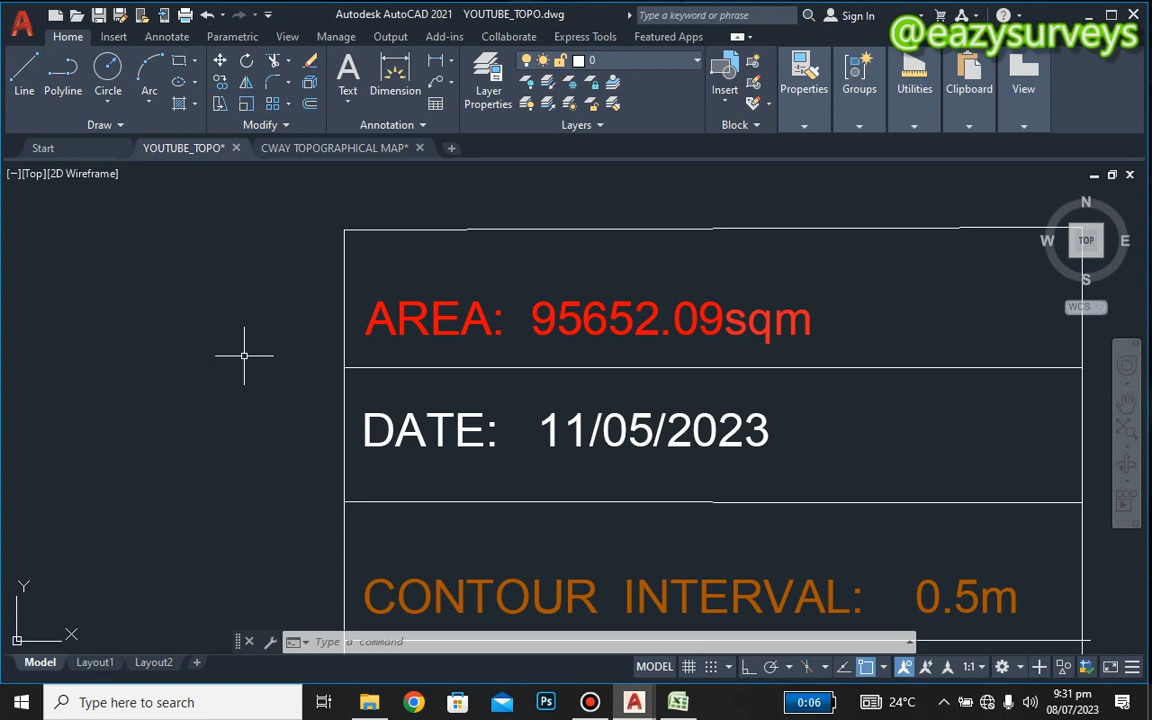 Autodesk AutoCAD 2021 YOUTUBE_TOPO.dwg
Type a keyword or phrase
Sign In
@eazysurveys
Home Insert Annotate Parametric View Manage Output Add-ins Collaborate Express Tools Featured Apps
Line Polyline Circle Arc
Text Dimension
Layer Properties
0
Insert
Properties Groups Utilities Clipboard View
Draw Modify Annotation Layers Block
Start YOUTUBE_TOPO* CWAY TOPOGRAPHICAL MAP*
[−][Top][2D Wireframe]
N
W TOP E
S
WCS
AREA: 95652.09sqm
DATE: 11/05/2023
CONTOUR INTERVAL: 0.5m
Y
X
Type a command
Model Layout1 Layout2
MODEL 1:1
Type here to search
Ps
0:06
24°C
9:31 pm
08/07/2023